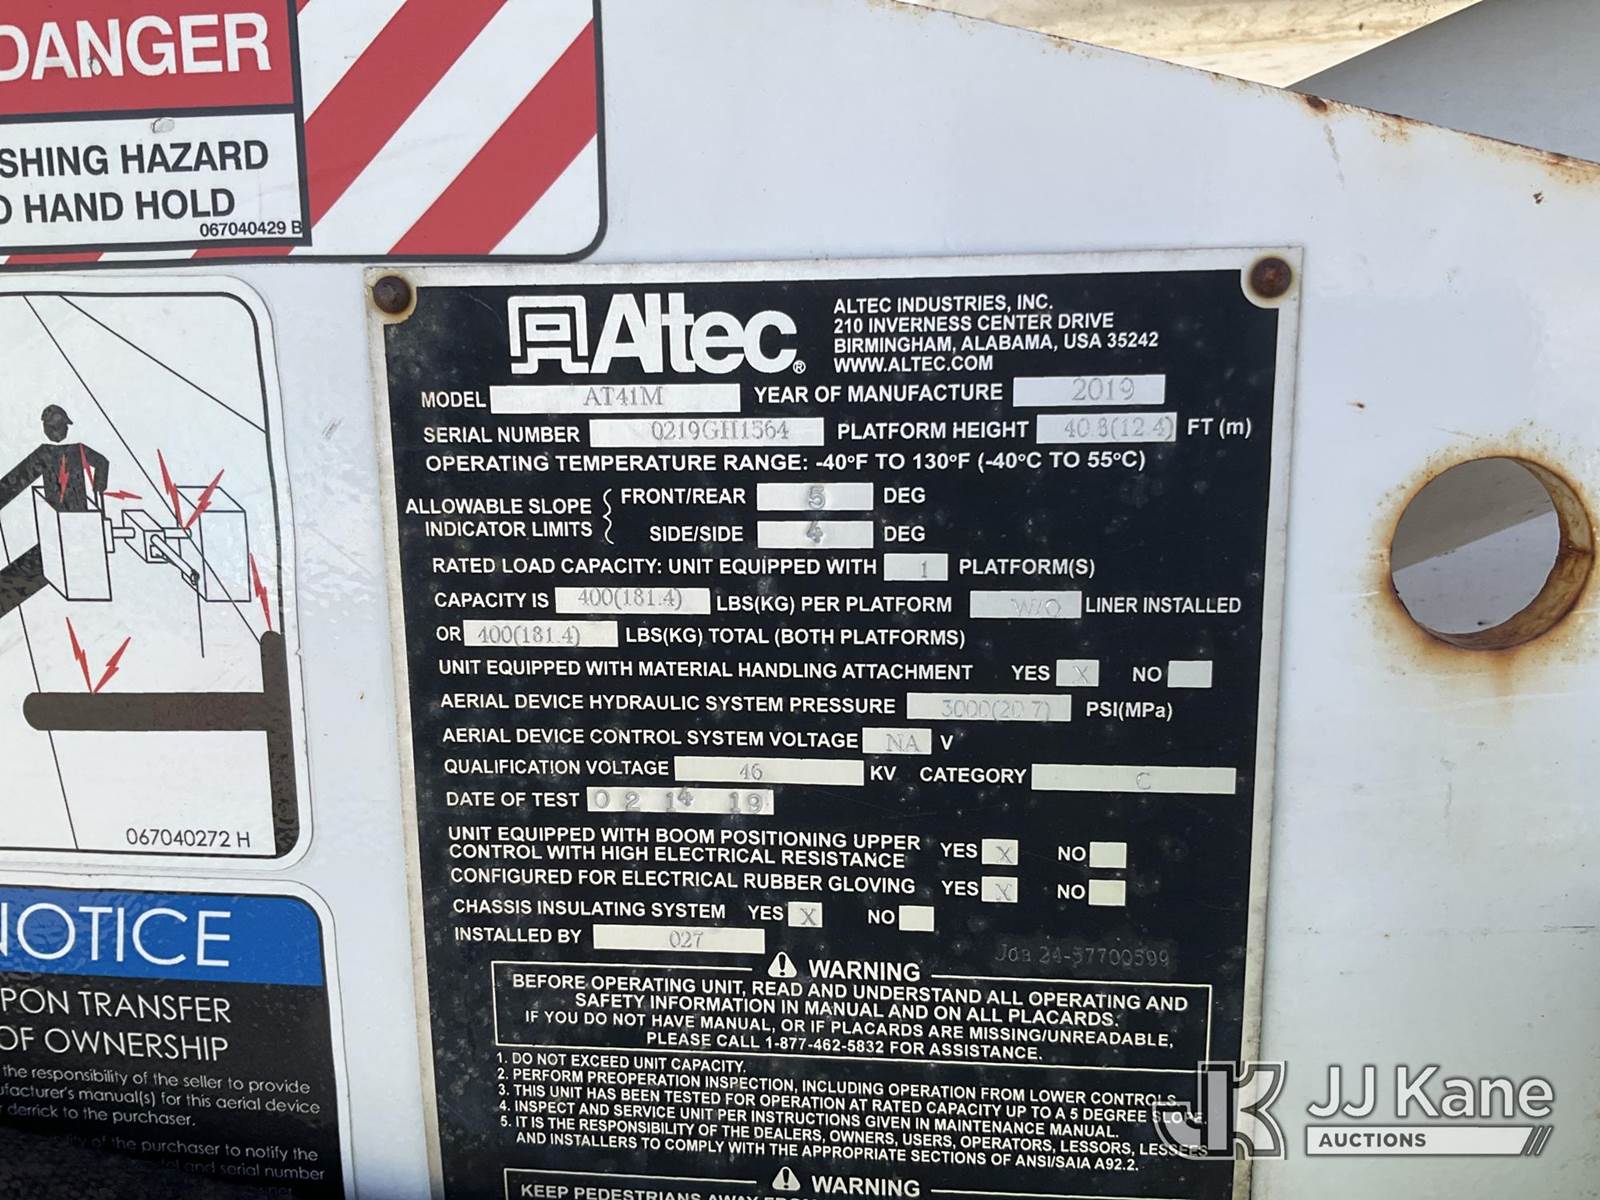 DANGER
SHING HAZARD
HAND HOLD
067040429 B
067040272 H
NOTICE
PON TRANSFER
OF OWNERSHIP
the responsibility of the seller to provide
manual(s) for this aerial device
derrick to the purchaser.
of the purchaser to notify the
and serial number
Altec®
ALTEC INDUSTRIES, INC.
210 INVERNESS CENTER DRIVE
BIRMINGHAM, ALABAMA, USA 35242
WWW.ALTEC.COM
MODEL AT41M YEAR OF MANUFACTURE 2019
SERIAL NUMBER 0219GH1564 PLATFORM HEIGHT 40.8(12.4) FT (m)
OPERATING TEMPERATURE RANGE: -40°F TO 130°F (-40°C TO 55°C)
ALLOWABLE SLOPE INDICATOR LIMITS
FRONT/REAR 5 DEG
SIDE/SIDE 4 DEG
RATED LOAD CAPACITY: UNIT EQUIPPED WITH 1 PLATFORM(S)
CAPACITY IS 400(181.4) LBS(KG) PER PLATFORM W/O LINER INSTALLED
OR 400(181.4) LBS(KG) TOTAL (BOTH PLATFORMS)
UNIT EQUIPPED WITH MATERIAL HANDLING ATTACHMENT YES X NO
AERIAL DEVICE HYDRAULIC SYSTEM PRESSURE 3000(20.7) PSI(MPa)
AERIAL DEVICE CONTROL SYSTEM VOLTAGE NA V
QUALIFICATION VOLTAGE 46 KV CATEGORY C
DATE OF TEST 02 14 19
UNIT EQUIPPED WITH BOOM POSITIONING UPPER
CONTROL WITH HIGH ELECTRICAL RESISTANCE YES X NO
CONFIGURED FOR ELECTRICAL RUBBER GLOVING YES X NO
CHASSIS INSULATING SYSTEM YES X NO
INSTALLED BY 027
Job 24-57700599
WARNING
BEFORE OPERATING UNIT, READ AND UNDERSTAND ALL OPERATING AND
SAFETY INFORMATION IN MANUAL AND ON ALL PLACARDS.
IF YOU DO NOT HAVE MANUAL, OR IF PLACARDS ARE MISSING/UNREADABLE,
PLEASE CALL 1-877-462-5832 FOR ASSISTANCE.
1. DO NOT EXCEED UNIT CAPACITY.
2. PERFORM PREOPERATION INSPECTION, INCLUDING OPERATION FROM LOWER CONTROLS.
3. THIS UNIT HAS BEEN TESTED FOR OPERATION AT RATED CAPACITY UP TO A 5 DEGREE SLOPE.
4. INSPECT AND SERVICE UNIT PER INSTRUCTIONS GIVEN IN MAINTENANCE MANUAL.
5. IT IS THE RESPONSIBILITY OF THE DEALERS, OWNERS, USERS, OPERATORS, LESSORS, LESSEES
AND INSTALLERS TO COMPLY WITH THE APPROPRIATE SECTIONS OF ANSI/SAIA A92.2.
WARNING
KEEP PEDESTRIANS AWAY
JK JJ Kane
AUCTIONS